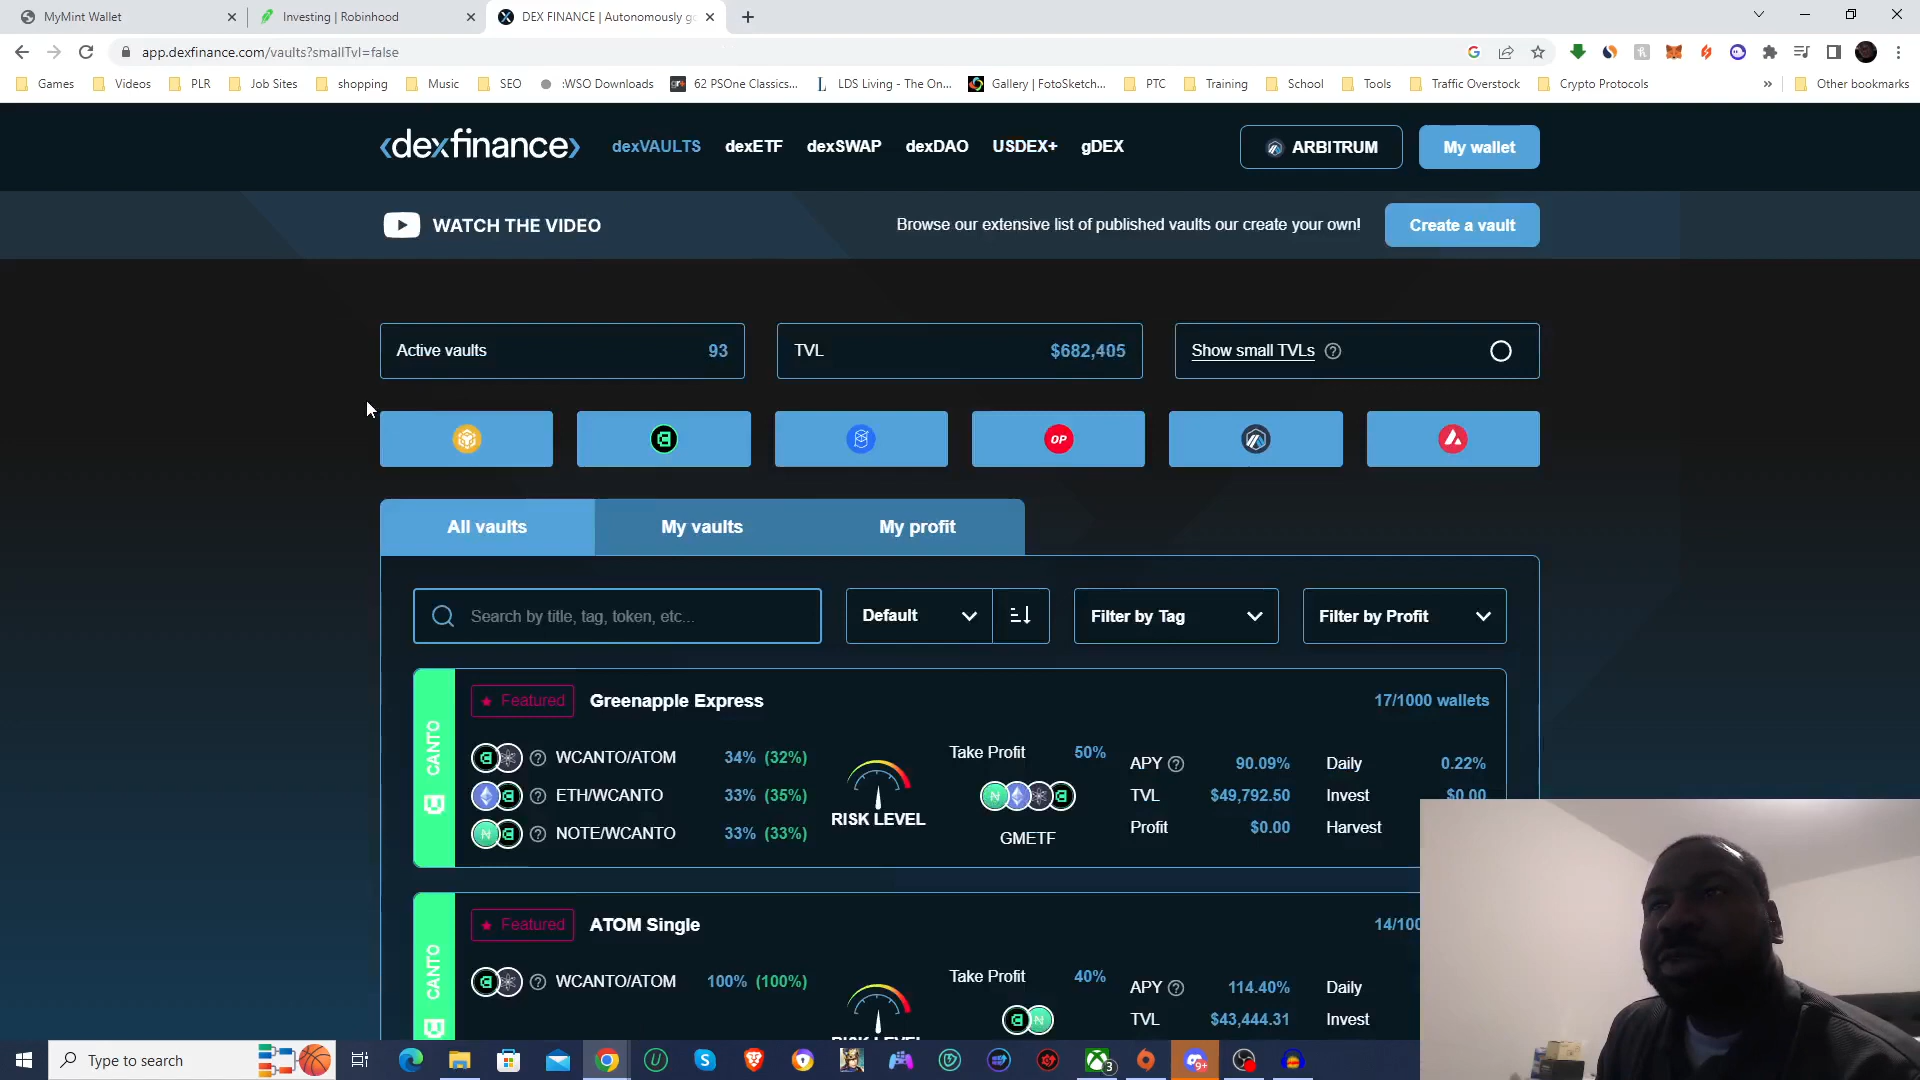 MyMint Wallet
Investing | Robinhood
DEX FINANCE | Autonomously go
app.dexfinance.com/vaults?smallTvl=false
Games
Videos
PLR
Job Sites
shopping
Music
SEO
:WSO Downloads
62 PSOne Classics...
LDS Living - The On...
Gallery | FotoSketch...
PTC
Training
School
Tools
Traffic Overstock
Crypto Protocols
»
Other bookmarks
<dexfinance>
dexVAULTS
dexETF
dexSWAP
dexDAO
USDEX+
gDEX
ARBITRUM
My wallet
WATCH THE VIDEO
Browse our extensive list of published vaults our create your own!
Create a vault
Active vaults 93
TVL $682,405
Show small TVLs
OP
All vaults
My vaults
My profit
Search by title, tag, token, etc...
Default
Filter by Tag
Filter by Profit
CANTO
Featured
Greenapple Express
17/1000 wallets
WCANTO/ATOM 34% (32%)
ETH/WCANTO 33% (35%)
NOTE/WCANTO 33% (33%)
RISK LEVEL
Take Profit 50%
GMETF
APY 90.09%
TVL $49,792.50
Profit $0.00
Daily 0.22%
Invest $0.00
Harvest
CANTO
Featured
ATOM Single
14/100
WCANTO/ATOM 100% (100%)
Take Profit 40%
APY 114.40%
TVL $43,444.31
Daily
Invest
Type to search
3
9+